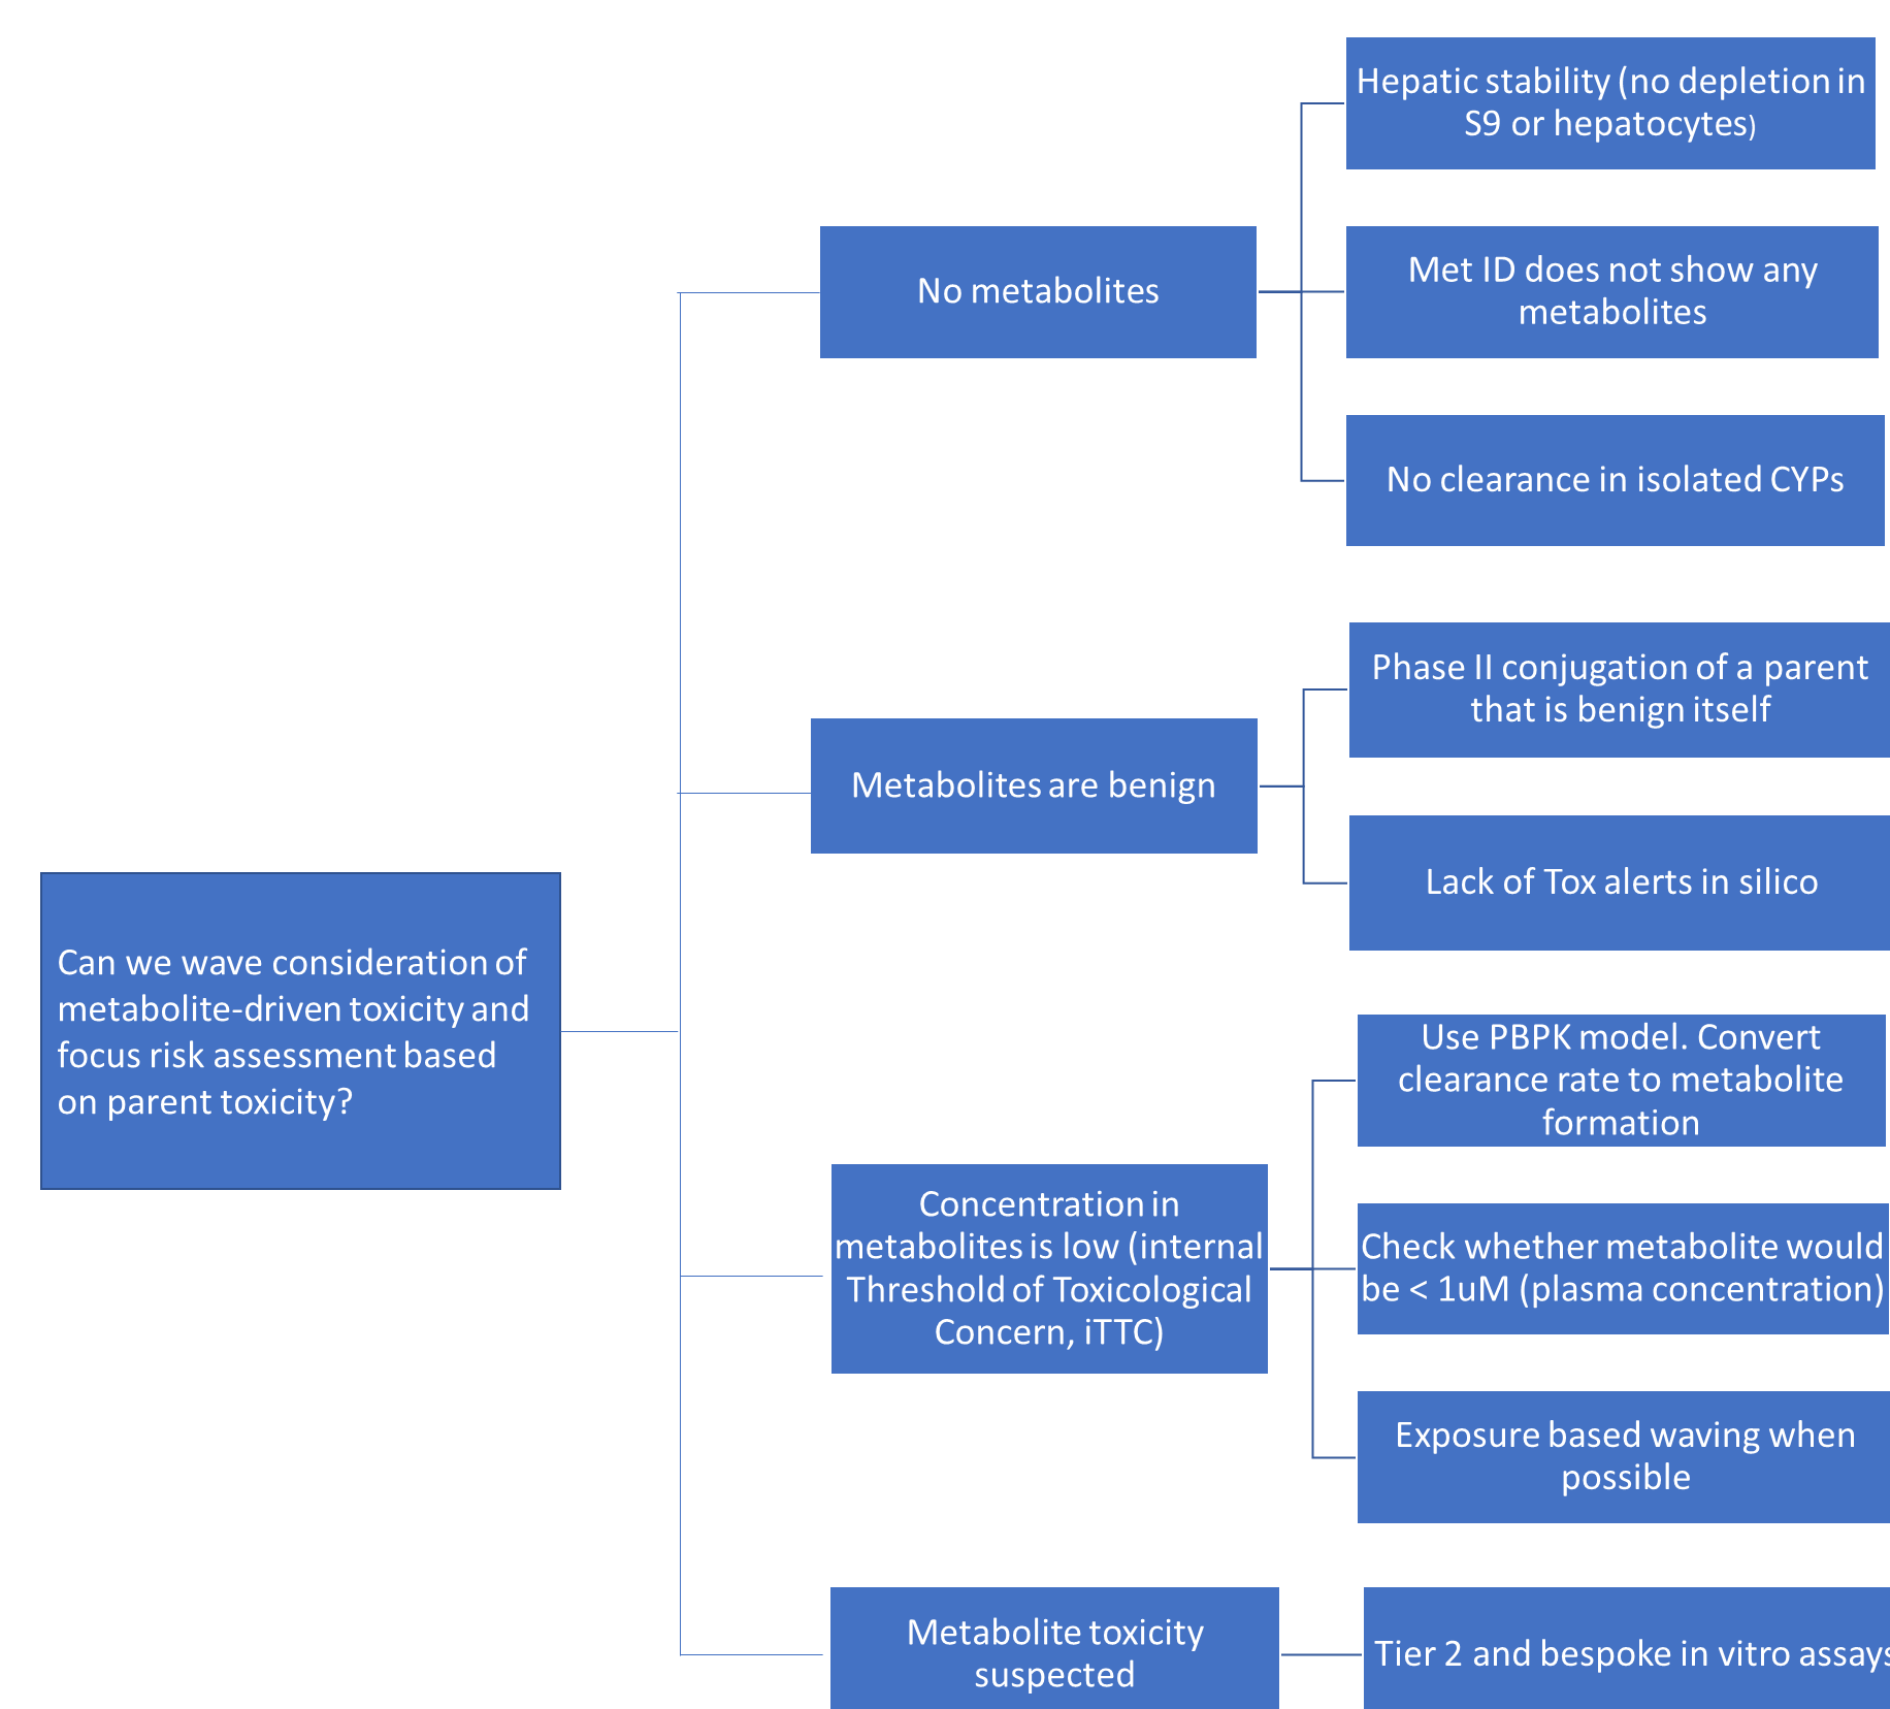 Hepatic stability (no depletion in
S9 or hepatocytes)
No metabolites
Met ID does not show any
metabolites
No clearance in isolated CYPs
Phase II conjugation of a parent
that is benign itself
Metabolites are benign
Lack of Tox alerts in silico
Can we wave consideration of
metabolite-driven toxicity and
focus risk assessment based
on parent toxicity?
Use PBPK model. Convert
clearance rate to metabolite
formation
Concentration in
metabolites is low (internal
Threshold of Toxicological
Concern, iTTC)
Check whether metabolite would
be < 1uM (plasma concentration)
Exposure based waving when
possible
Metabolite toxicity
suspected
Tier 2 and bespoke in vitro assays